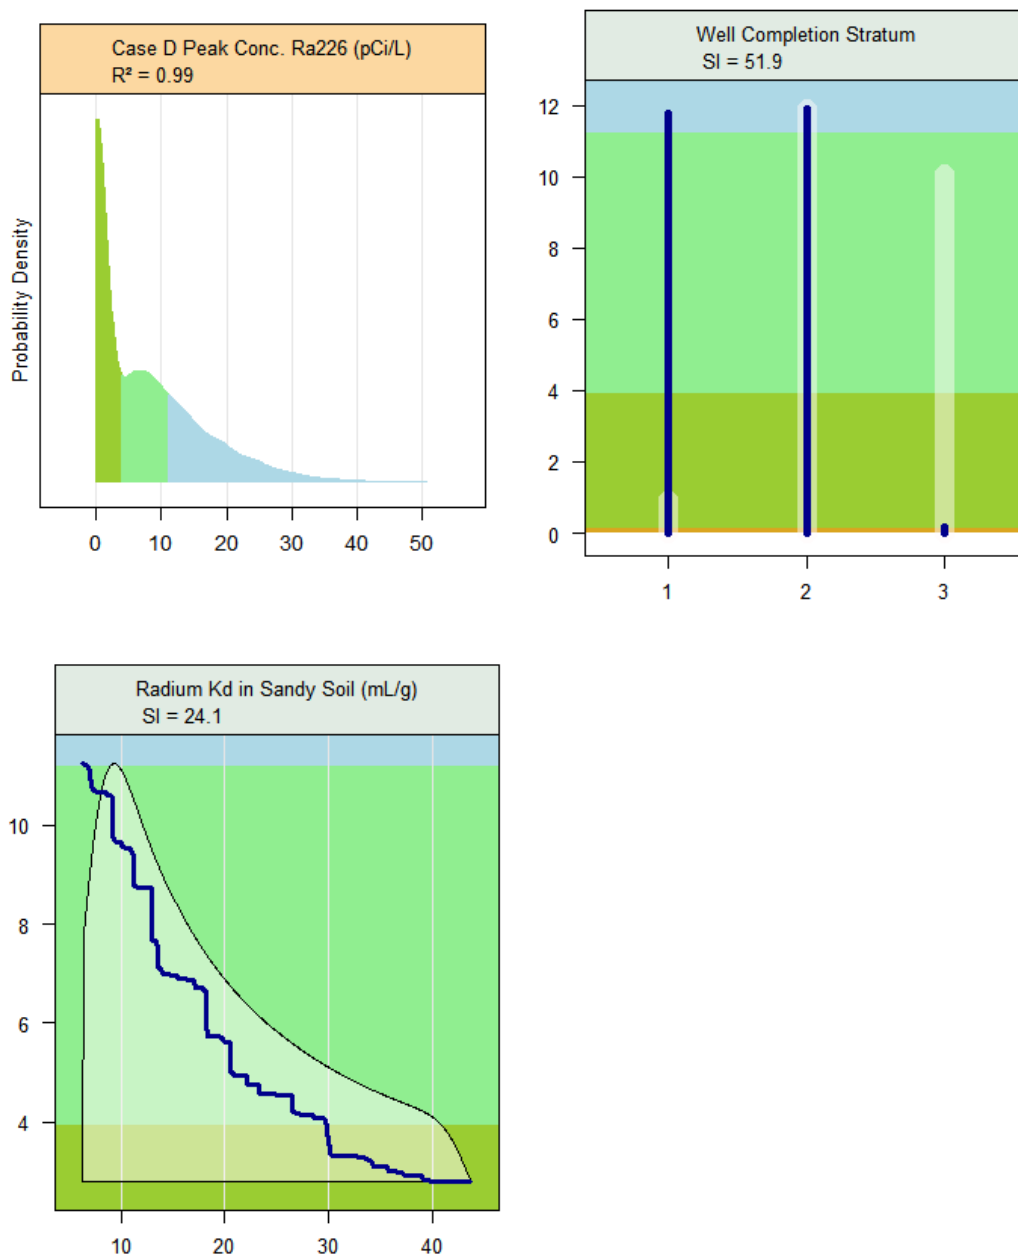 Case D Peak Conc. Ra226 (pCi/L)
R² = 0.99
Probability Density
0 10 20 30 40 50
Well Completion Stratum
SI = 51.9
12
10
8
6
4
2
0
1 2 3
Radium Kd in Sandy Soil (mL/g)
SI = 24.1
10
8
6
4
10 20 30 40